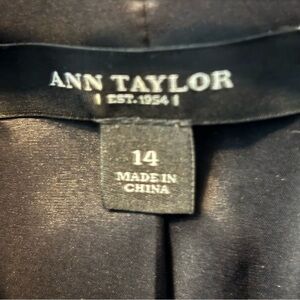 ANN TAYLOR
EST. 1954
14
MADE IN
CHINA